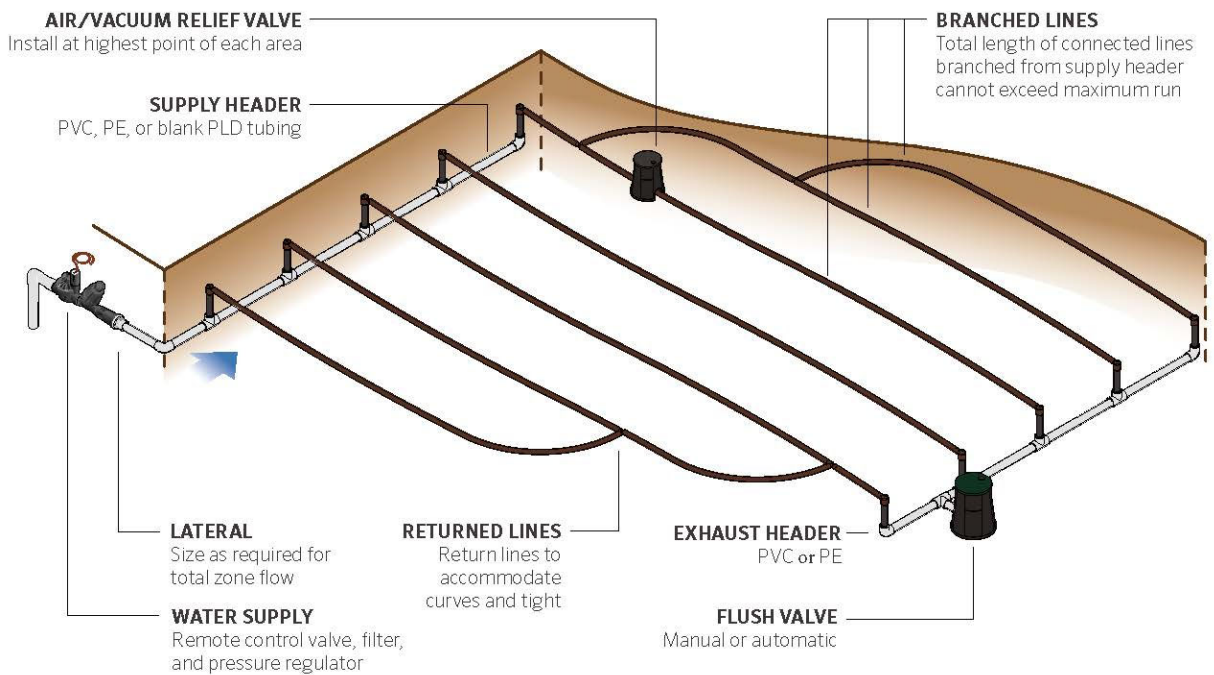 AIR/VACUUM RELIEF VALVE
Install at highest point of each area
BRANCHED LINES
Total length of connected lines
branched from supply header
cannot exceed maximum run
SUPPLY HEADER
PVC, PE, or blank PLD tubing
LATERAL
Size as required for
total zone flow
RETURNED LINES
Return lines to
accommodate
curves and tight
EXHAUST HEADER
PVC or PE
WATER SUPPLY
Remote control valve, filter,
and pressure regulator
FLUSH VALVE
Manual or automatic